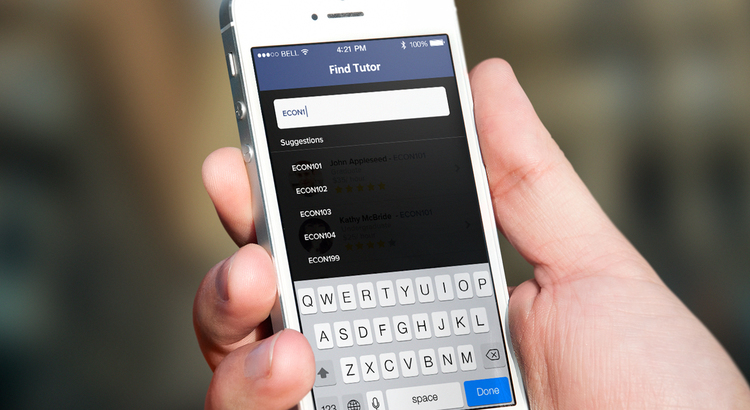 BELL 4:21 PM 100%
Find Tutor
ECON1
Suggestions
ECON101
John Appleseed - ECON101
ECON102
ECON103
Kathy McBride - ECON101
ECON104
ECON199
Q W E R T Y U I O P
A S D F G H J K L
Z X C V B N M
123 space Done